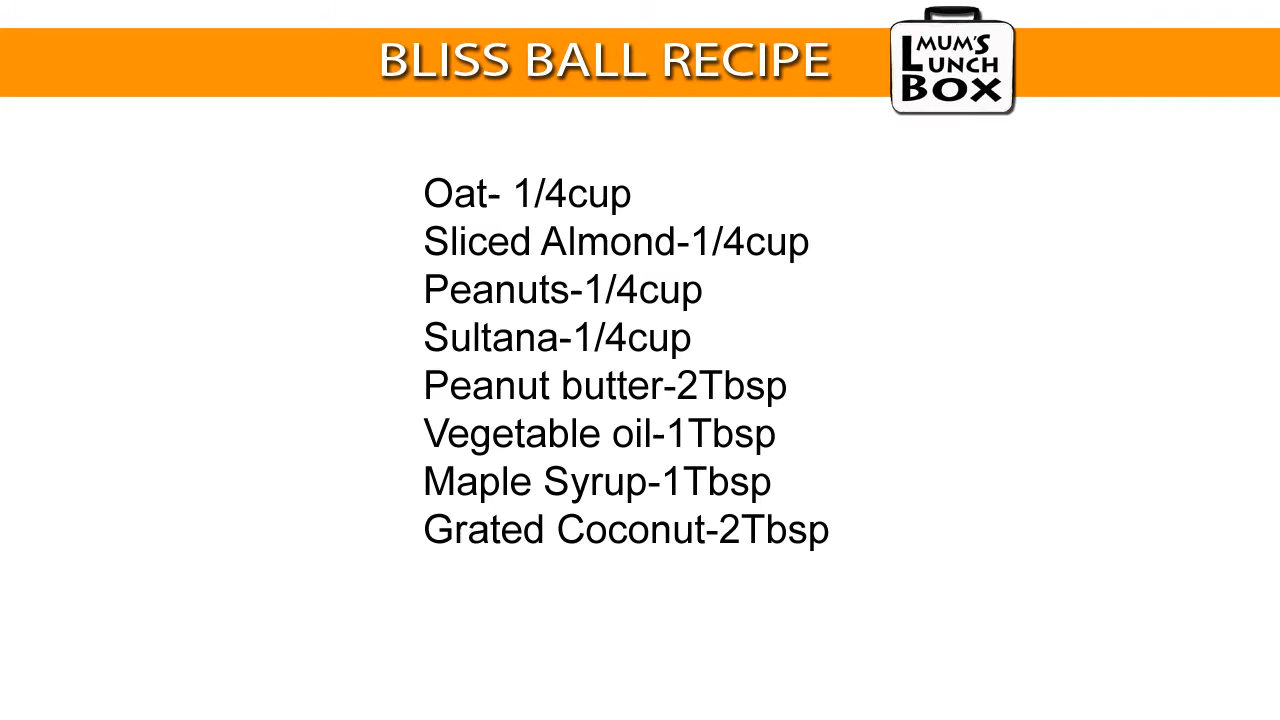 BLISS BALL RECIPE
MUM'S
LUNCH
BOX
Oat- 1/4cup
Sliced Almond-1/4cup
Peanuts-1/4cup
Sultana-1/4cup
Peanut butter-2Tbsp
Vegetable oil-1Tbsp
Maple Syrup-1Tbsp
Grated Coconut-2Tbsp